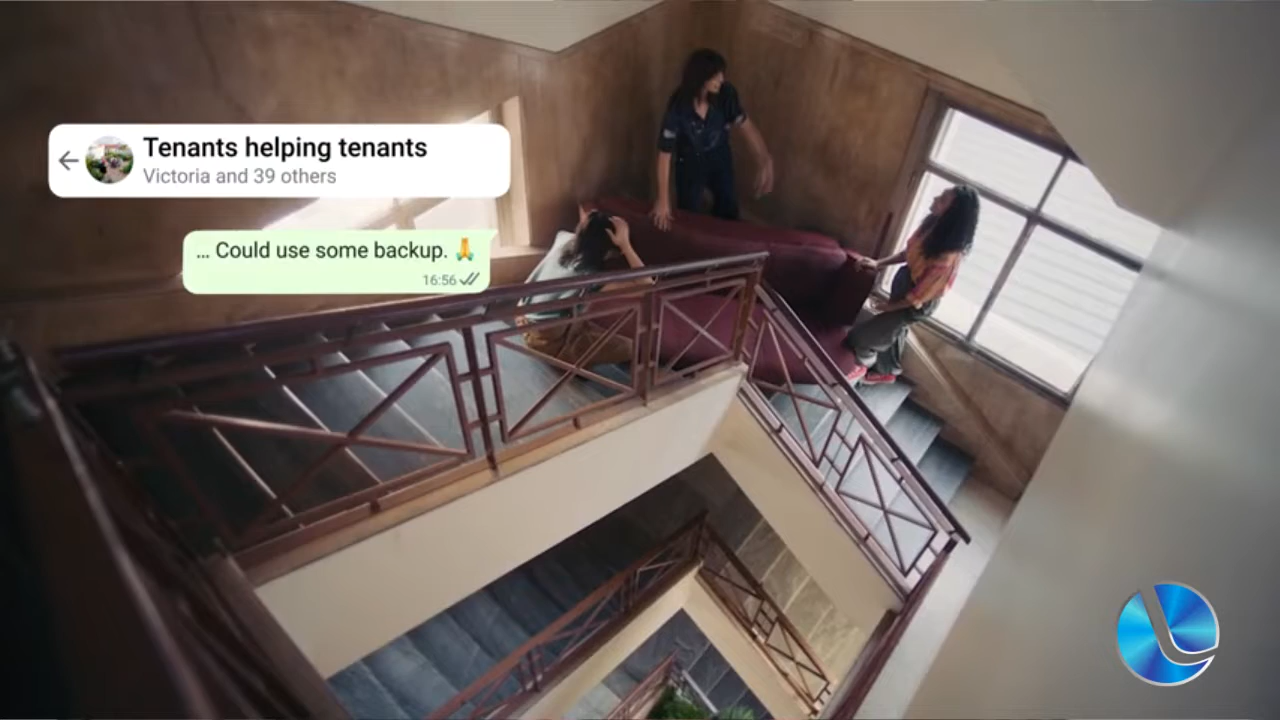 Tenants helping tenants
Victoria and 39 others
... Could use some backup. 🙏
16:56